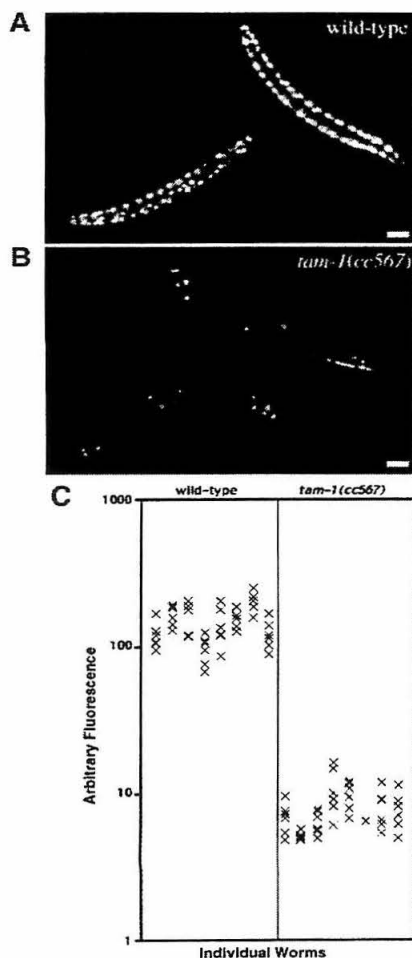 A
wild-type
B
tam-1(cc567)
C
wild-type
tam-1(cc567)
1000
100
10
1
Arbitrary Fluorescence
Individual Worms